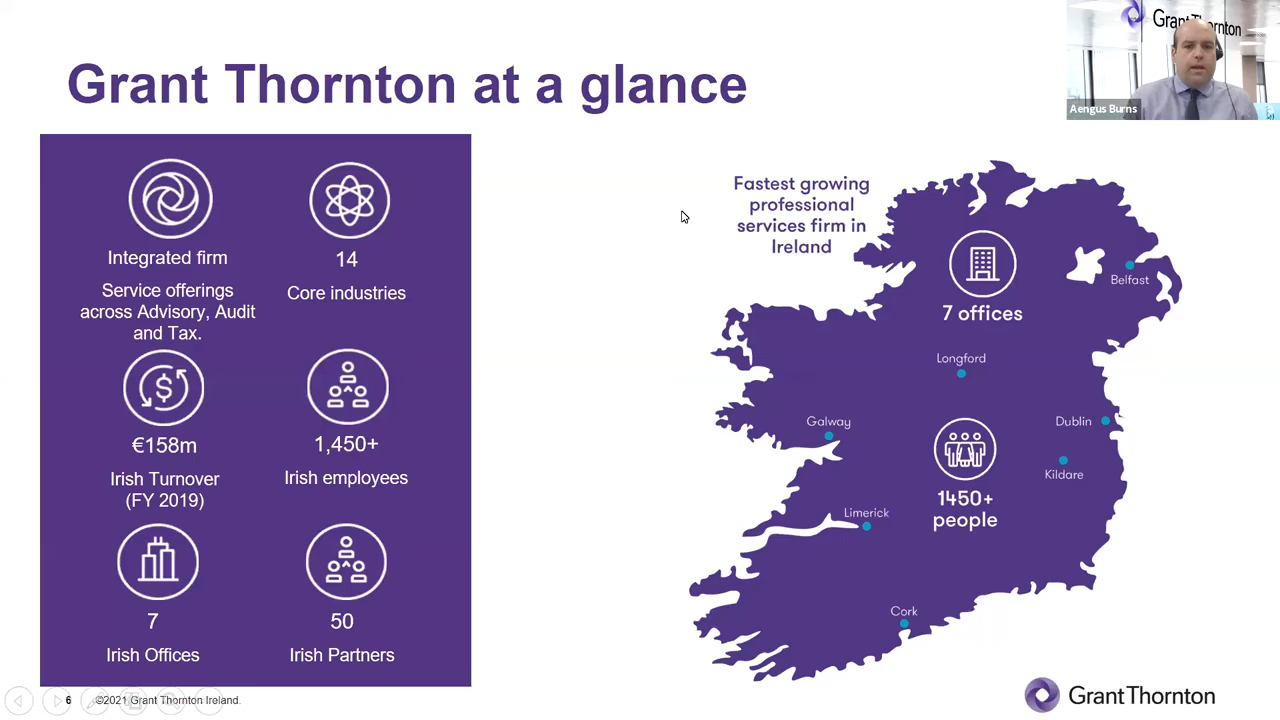 Grant Thornton at a glance
Grant Thornton
Aengus Burns
Integrated firm
Service offerings
across Advisory, Audit
and Tax.
14
Core industries
€158m
Irish Turnover
(FY 2019)
1,450+
Irish employees
7
Irish Offices
50
Irish Partners
Fastest growing
professional
services firm in
Ireland
7 offices
Belfast
Longford
Galway
Dublin
Kildare
1450+
people
Limerick
Cork
6 ©2021 Grant Thornton Ireland.
Grant Thornton